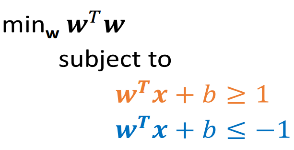 min_w w^T w
subject to
w^T x + b ≥ 1
w^T x + b ≤ −1